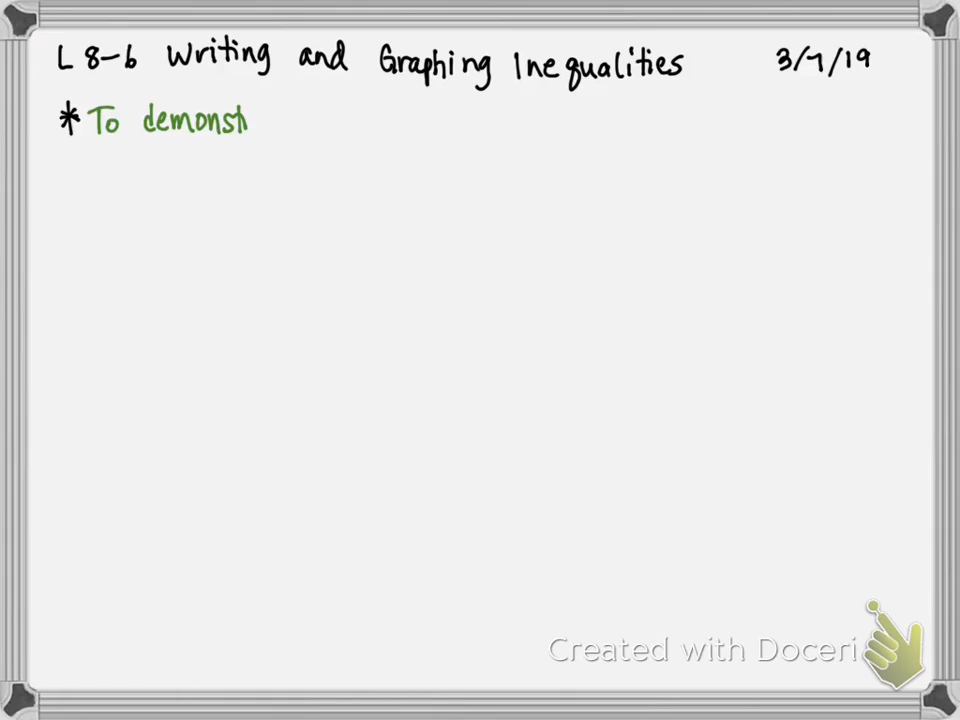 L 8-6 Writing and Graphing Inequalities 3/7/19
* To demonst
Created with Doceri